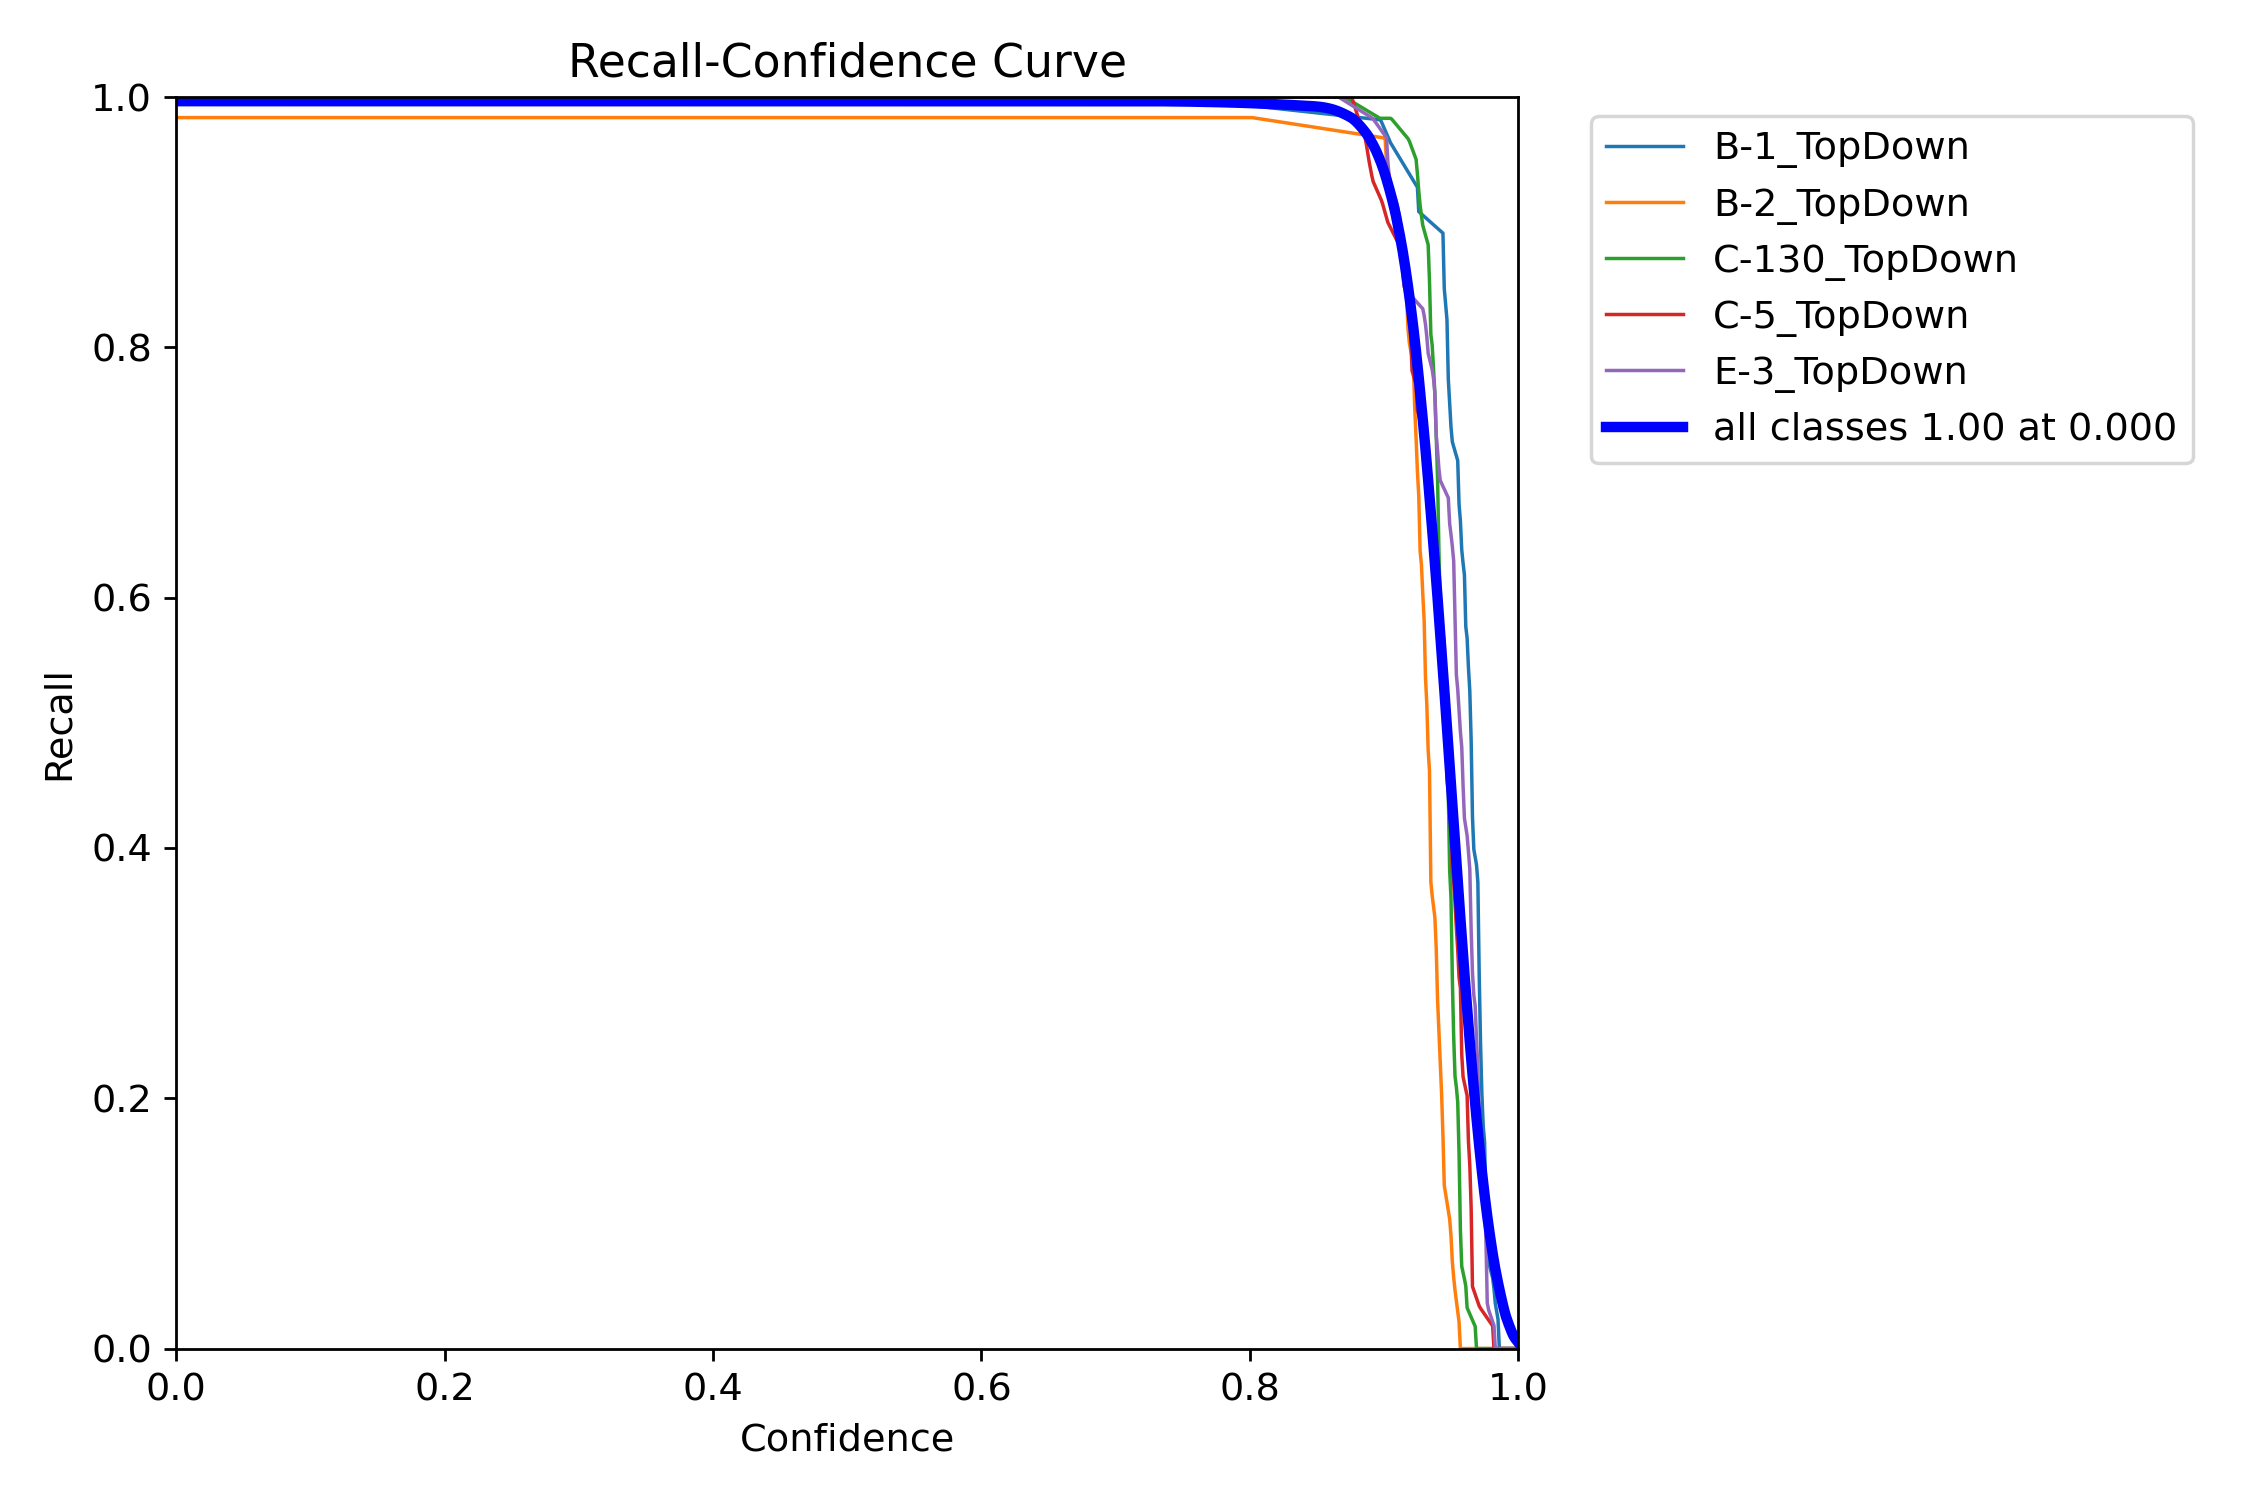 Recall-Confidence Curve
1.0
0.8
0.6
0.4
0.2
0.0
Recall
0.0 0.2 0.4 0.6 0.8 1.0
Confidence
B-1_TopDown
B-2_TopDown
C-130_TopDown
C-5_TopDown
E-3_TopDown
all classes 1.00 at 0.000